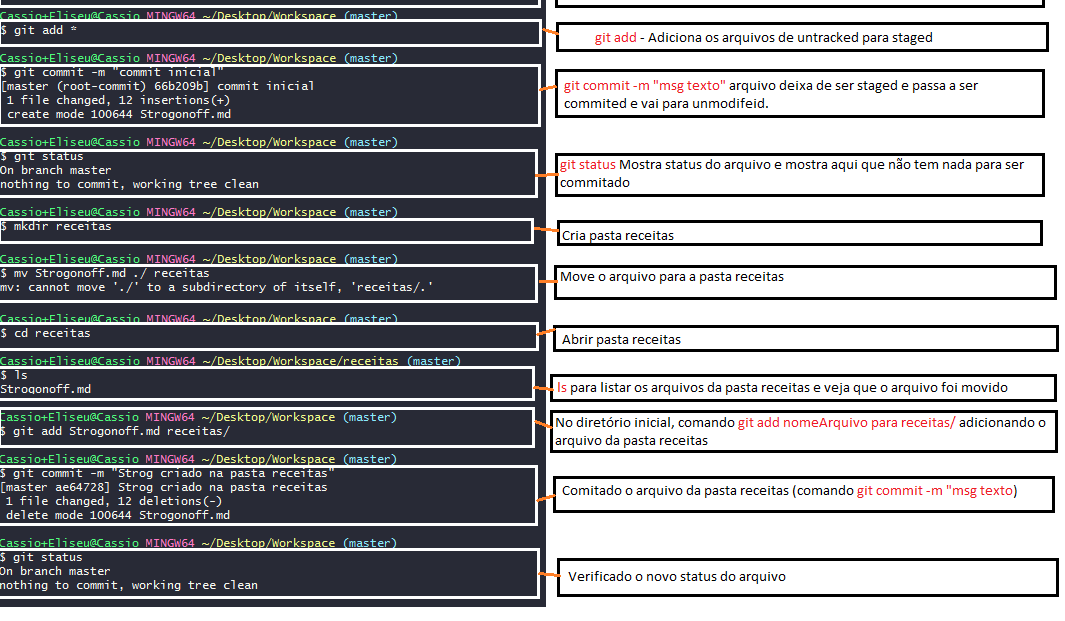 Cassio+Eliseu@Cassio MINGW64 ~/Desktop/Workspace (master)
$ git add *
git add - Adiciona os arquivos de untracked para staged
Cassio+Eliseu@Cassio MINGW64 ~/Desktop/Workspace (master)
$ git commit -m "commit inicial"
[master (root-commit) 66b209b] commit inicial
1 file changed, 12 insertions(+)
create mode 100644 Strogonoff.md
git commit -m "msg texto" arquivo deixa de ser staged e passa a ser
commited e vai para unmodifeid.
Cassio+Eliseu@Cassio MINGW64 ~/Desktop/Workspace (master)
$ git status
On branch master
nothing to commit, working tree clean
git status Mostra status do arquivo e mostra aqui que não tem nada para ser
commitado
Cassio+Eliseu@Cassio MINGW64 ~/Desktop/Workspace (master)
$ mkdir receitas
Cria pasta receitas
Cassio+Eliseu@Cassio MINGW64 ~/Desktop/Workspace (master)
$ mv Strogonoff.md ./ receitas
mv: cannot move './' to a subdirectory of itself, 'receitas/.'
Move o arquivo para a pasta receitas
Cassio+Eliseu@Cassio MINGW64 ~/Desktop/Workspace (master)
$ cd receitas
Abrir pasta receitas
Cassio+Eliseu@Cassio MINGW64 ~/Desktop/Workspace/receitas (master)
$ ls
Strogonoff.md
ls para listar os arquivos da pasta receitas e veja que o arquivo foi movido
Cassio+Eliseu@Cassio MINGW64 ~/Desktop/Workspace (master)
$ git add Strogonoff.md receitas/
No diretório inicial, comando git add nomeArquivo para receitas/ adicionando o
arquivo da pasta receitas
Cassio+Eliseu@Cassio MINGW64 ~/Desktop/Workspace (master)
$ git commit -m "Strog criado na pasta receitas"
[master ae64728] Strog criado na pasta receitas
1 file changed, 12 deletions(-)
delete mode 100644 Strogonoff.md
Comitado o arquivo da pasta receitas (comando git commit -m "msg texto)
Cassio+Eliseu@Cassio MINGW64 ~/Desktop/Workspace (master)
$ git status
On branch master
nothing to commit, working tree clean
Verificado o novo status do arquivo